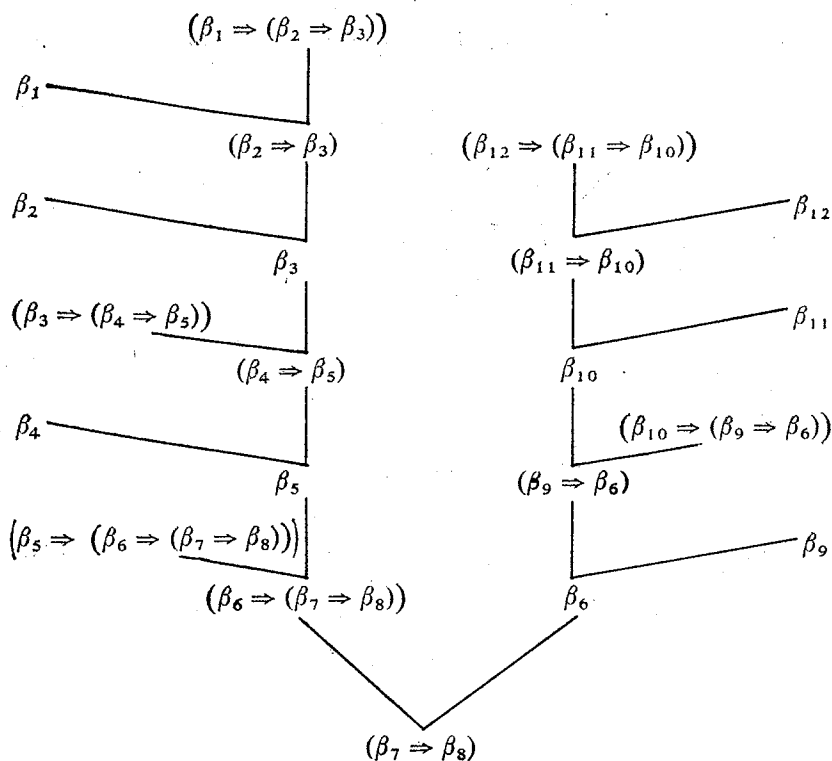 (β₁ ⇒ (β₂ ⇒ β₃))
β₁
(β₂ ⇒ β₃)
(β₁₂ ⇒ (β₁₁ ⇒ β₁₀))
β₂
β₁₂
β₃
(β₁₁ ⇒ β₁₀)
(β₃ ⇒ (β₄ ⇒ β₅))
β₁₁
(β₄ ⇒ β₅)
β₁₀
β₄
(β₁₀ ⇒ (β₉ ⇒ β₆))
β₅
(β₉ ⇒ β₆)
(β₅ ⇒ (β₆ ⇒ (β₇ ⇒ β₈)))
β₉
(β₆ ⇒ (β₇ ⇒ β₈))
β₆
(β₇ ⇒ β₈)